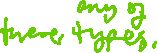 any of
these types.